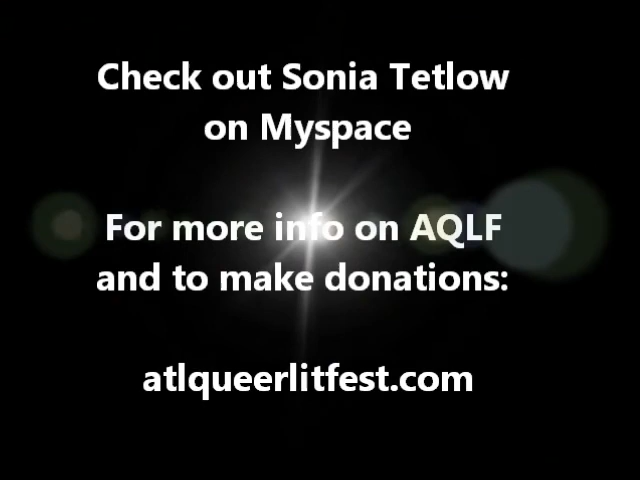 Check out Sonia Tetlow
on Myspace
For more info on AQLF
and to make donations:
atlqueerlitfest.com